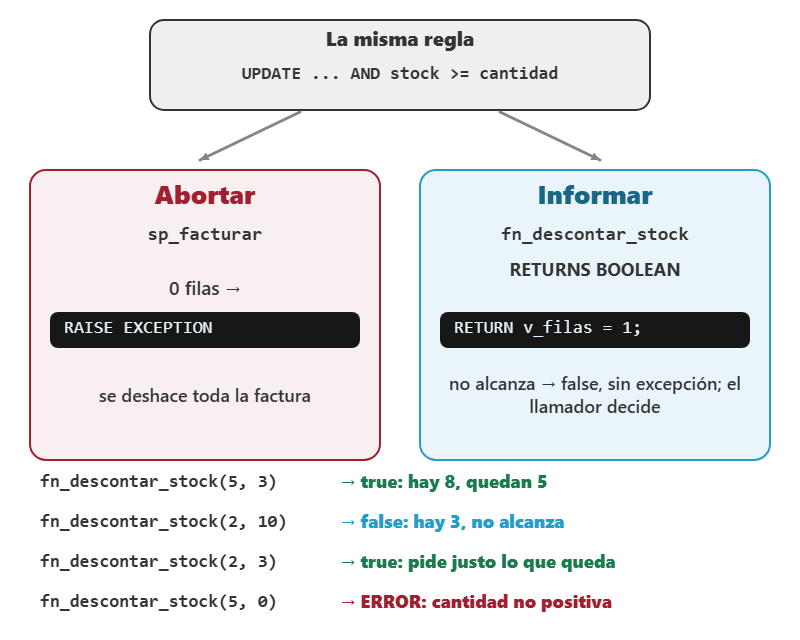 La misma regla
UPDATE ... AND stock >= cantidad
Abortar
sp_facturar
0 filas →
RAISE EXCEPTION
se deshace toda la factura
Informar
fn_descontar_stock
RETURNS BOOLEAN
RETURN v_filas = 1;
no alcanza → false, sin excepción; el
llamador decide
fn_descontar_stock(5, 3) → true: hay 8, quedan 5
fn_descontar_stock(2, 10) → false: hay 3, no alcanza
fn_descontar_stock(2, 3) → true: pide justo lo que queda
fn_descontar_stock(5, 0) → ERROR: cantidad no positiva